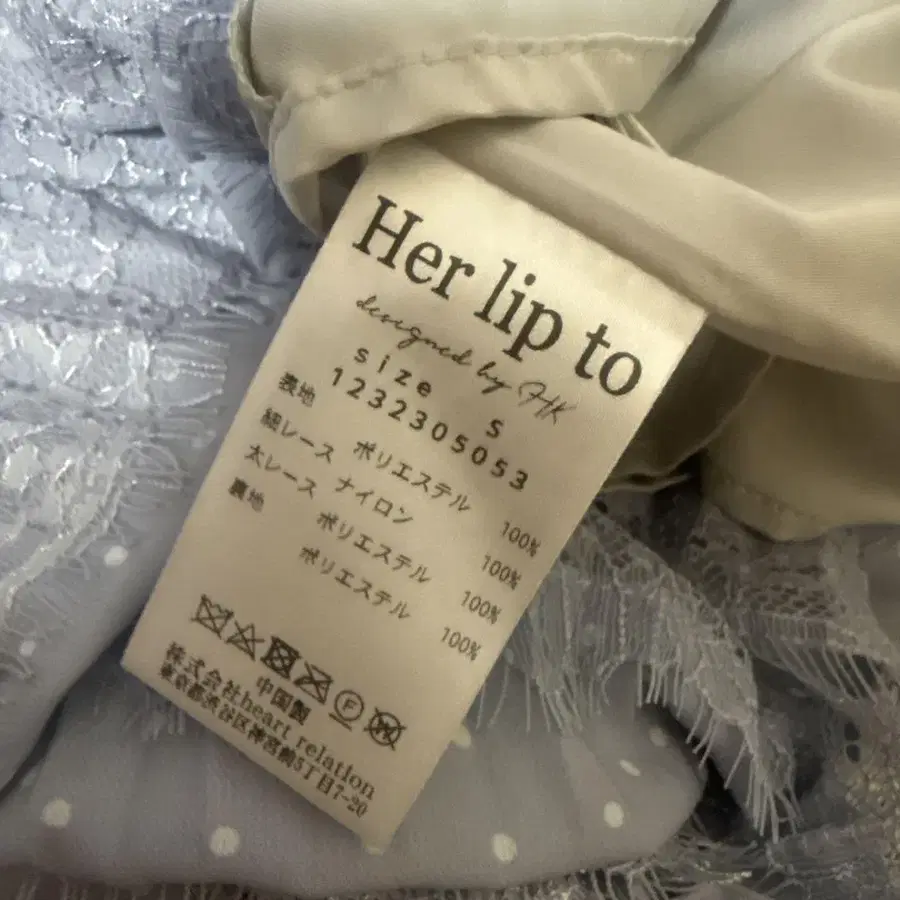 Her lip to
designed by HK
size S
1232305053
表地 ポリエステル 100%
細レース ナイロン 100%
太レース ポリエステル 100%
裏地 ポリエステル 100%
F W
中国製
株式会社heart relation
東京都渋谷区神宮前5丁目7-20